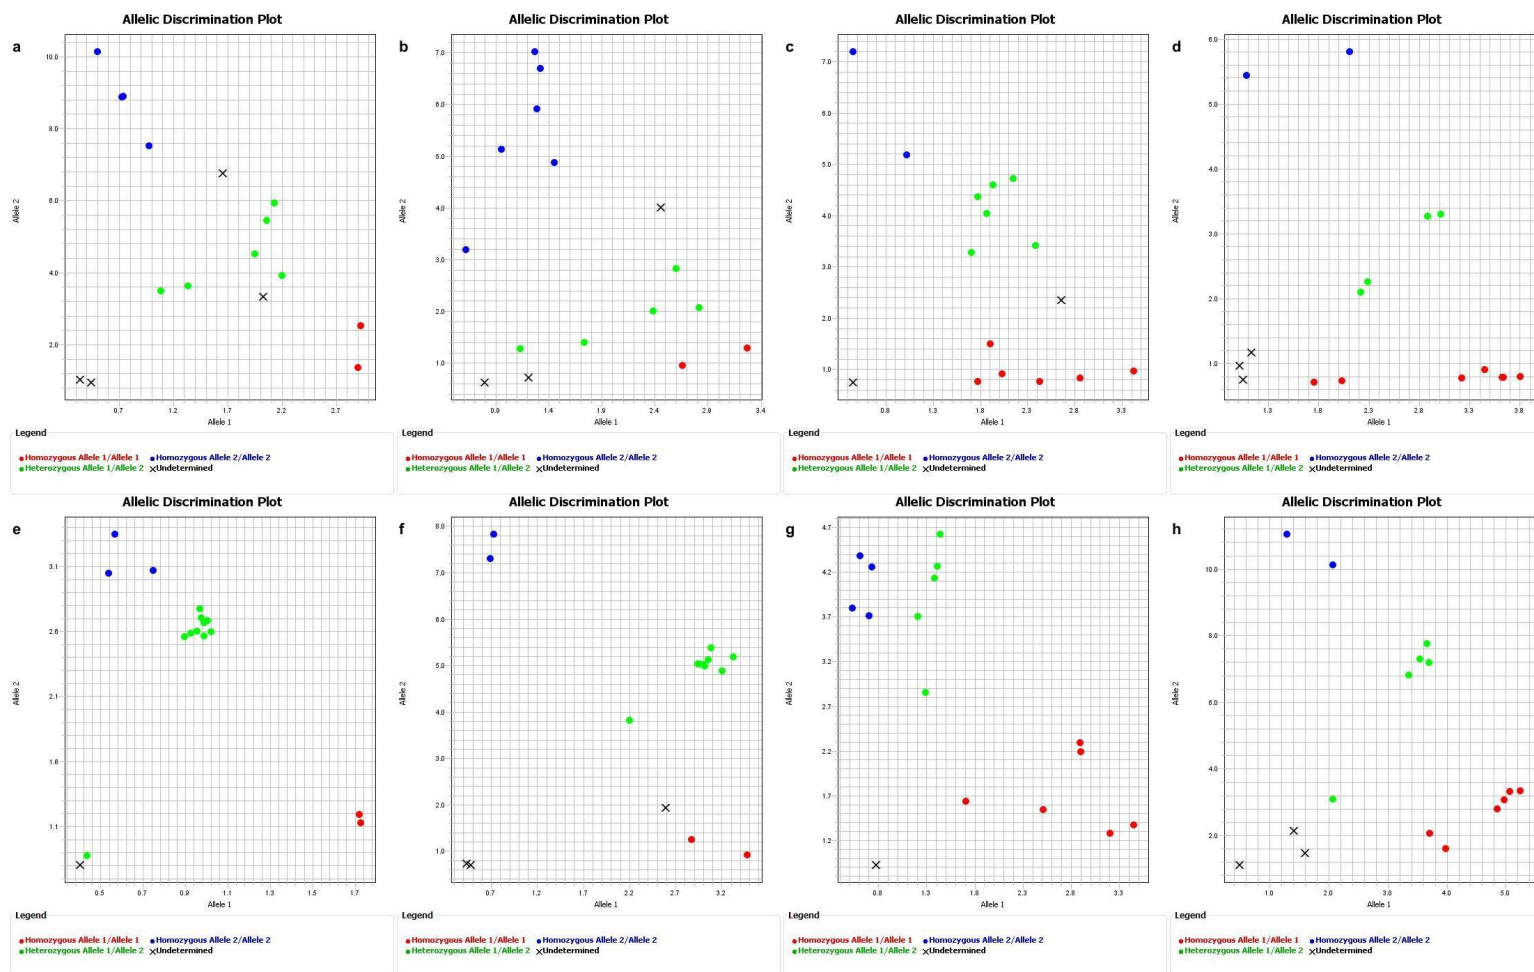 Allelic Discrimination Plot
a
10.0
8.0
6.0
4.0
2.0
Allele 2
0.7 1.2 1.7 2.2 2.7
Allele 1
Legend
Homozygous Allele 1/Allele 1 Homozygous Allele 2/Allele 2
Heterozygous Allele 1/Allele 2 Undetermined
Allelic Discrimination Plot
b
7.0
6.0
5.0
4.0
3.0
2.0
1.0
Allele 2
0.9 1.4 1.9 2.4 2.9 3.4
Allele 1
Legend
Homozygous Allele 1/Allele 1 Homozygous Allele 2/Allele 2
Heterozygous Allele 1/Allele 2 Undetermined
Allelic Discrimination Plot
c
7.0
6.0
5.0
4.0
3.0
2.0
1.0
Allele 2
0.8 1.3 1.8 2.3 2.8 3.3
Allele 1
Legend
Homozygous Allele 1/Allele 1 Homozygous Allele 2/Allele 2
Heterozygous Allele 1/Allele 2 Undetermined
Allelic Discrimination Plot
d
6.0
5.0
4.0
3.0
2.0
1.0
Allele 2
1.3 1.8 2.3 2.8 3.3 3.8
Allele 1
Legend
Homozygous Allele 1/Allele 1 Homozygous Allele 2/Allele 2
Heterozygous Allele 1/Allele 2 Undetermined
Allelic Discrimination Plot
e
3.1
2.6
2.1
1.6
1.1
Allele 2
0.5 0.7 0.9 1.1 1.3 1.5 1.7
Allele 1
Legend
Homozygous Allele 1/Allele 1 Homozygous Allele 2/Allele 2
Heterozygous Allele 1/Allele 2 Undetermined
Allelic Discrimination Plot
f
8.0
7.0
6.0
5.0
4.0
3.0
2.0
1.0
Allele 2
0.7 1.2 1.7 2.2 2.7 3.2
Allele 1
Legend
Homozygous Allele 1/Allele 1 Homozygous Allele 2/Allele 2
Heterozygous Allele 1/Allele 2 Undetermined
Allelic Discrimination Plot
g
4.7
4.2
3.7
3.2
2.7
2.2
1.7
1.2
Allele 2
0.8 1.3 1.8 2.3 2.8 3.3
Allele 1
Legend
Homozygous Allele 1/Allele 1 Homozygous Allele 2/Allele 2
Heterozygous Allele 1/Allele 2 Undetermined
Allelic Discrimination Plot
h
10.0
8.0
6.0
4.0
2.0
Allele 2
1.0 2.0 3.0 4.0 5.0
Allele 1
Legend
Homozygous Allele 1/Allele 1 Homozygous Allele 2/Allele 2
Heterozygous Allele 1/Allele 2 Undetermined